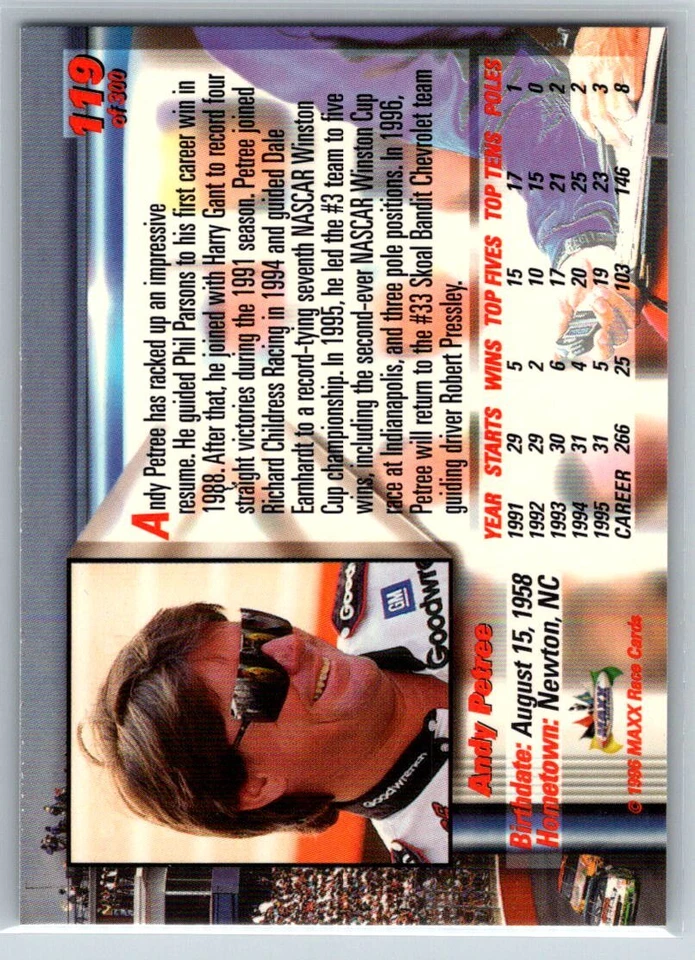 119
of 300
Andy Petree has racked up an impressive
resume. He guided Phil Parsons to his first career win in
1988. After that, he joined with Harry Gant to record four
straight victories during the 1991 season. Petree joined
Richard Childress Racing in 1994 and guided Dale
Earnhardt to a record-tying seventh NASCAR Winston
Cup championship. In 1995, he led the #3 team to five
wins, including the second-ever NASCAR Winston Cup
race at Indianapolis, and three pole positions. In 1996,
Petree will return to the #33 Skoal Bandit Chevrolet team
guiding driver Robert Pressley.
YEAR STARTS WINS TOP FIVES TOP TENS POLES
1991 29 5 15 17 1
1992 29 2 10 15 0
1993 30 6 17 21 2
1994 31 4 20 25 2
1995 31 5 19 23 3
CAREER 266 25 103 146 8
Goodwrench
GM
Goodwre
Goodw
Andy Petree
Birthdate: August 15, 1958
Hometown: Newton, NC
MAXX
© 1996 MAXX Race Cards